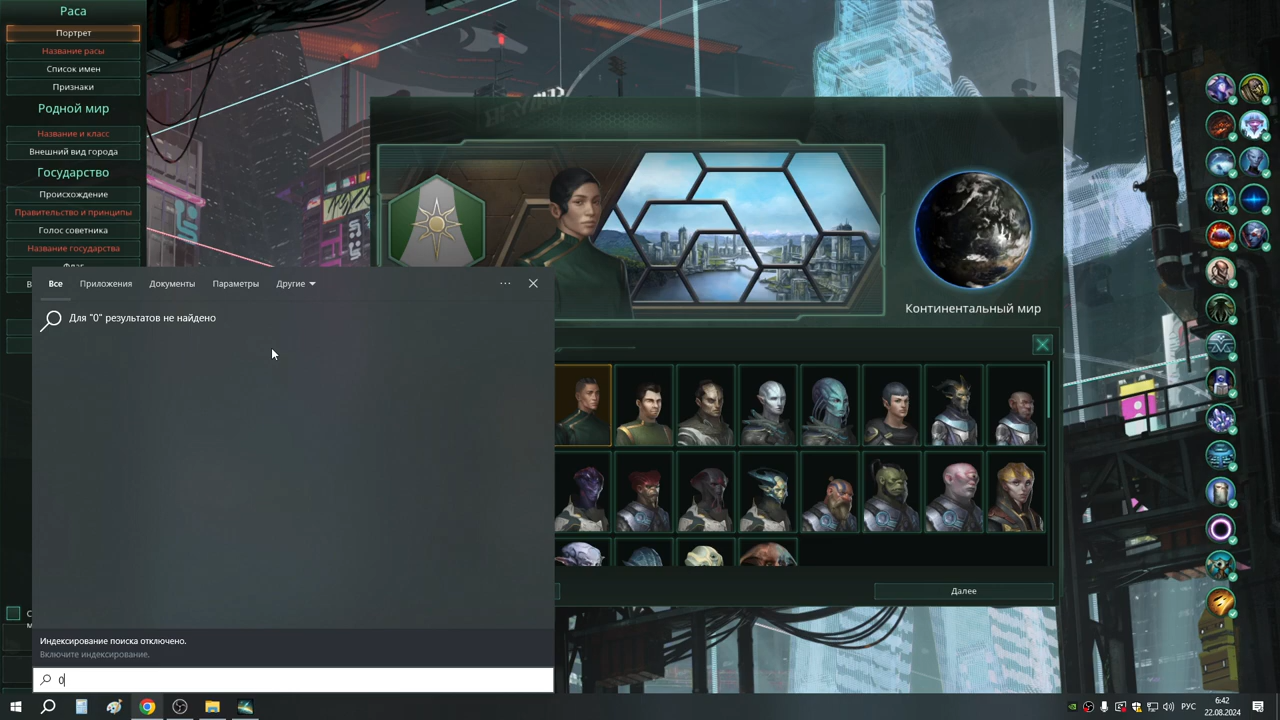 Раса
Портрет
Название расы
Список имен
Признаки
Родной мир
Название и класс
Внешний вид города
Государство
Происхождение
Правительство и принципы
Голос советника
Название государства
Континентальный мир
Все
Приложения
Документы
Параметры
Другие
Для "0" результатов не найдено
Индексирование поиска отключено.
Включите индексирование.
0
Далее
РУС
6:42
22.08.2024